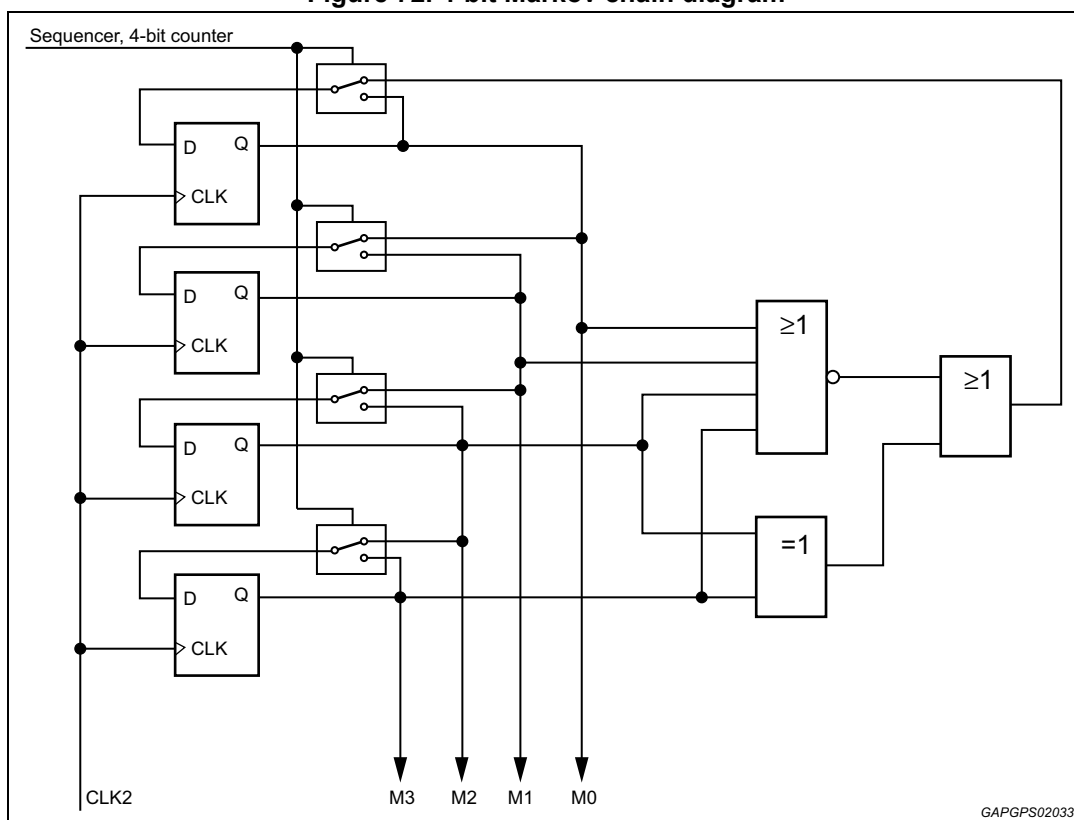 Figure 72. 4-bit Markov chain diagram
Sequencer, 4-bit counter
D Q
CLK
D Q
CLK
≥1
≥1
D Q
CLK
=1
D Q
CLK
CLK2 M3 M2 M1 M0
GAPGPS02033